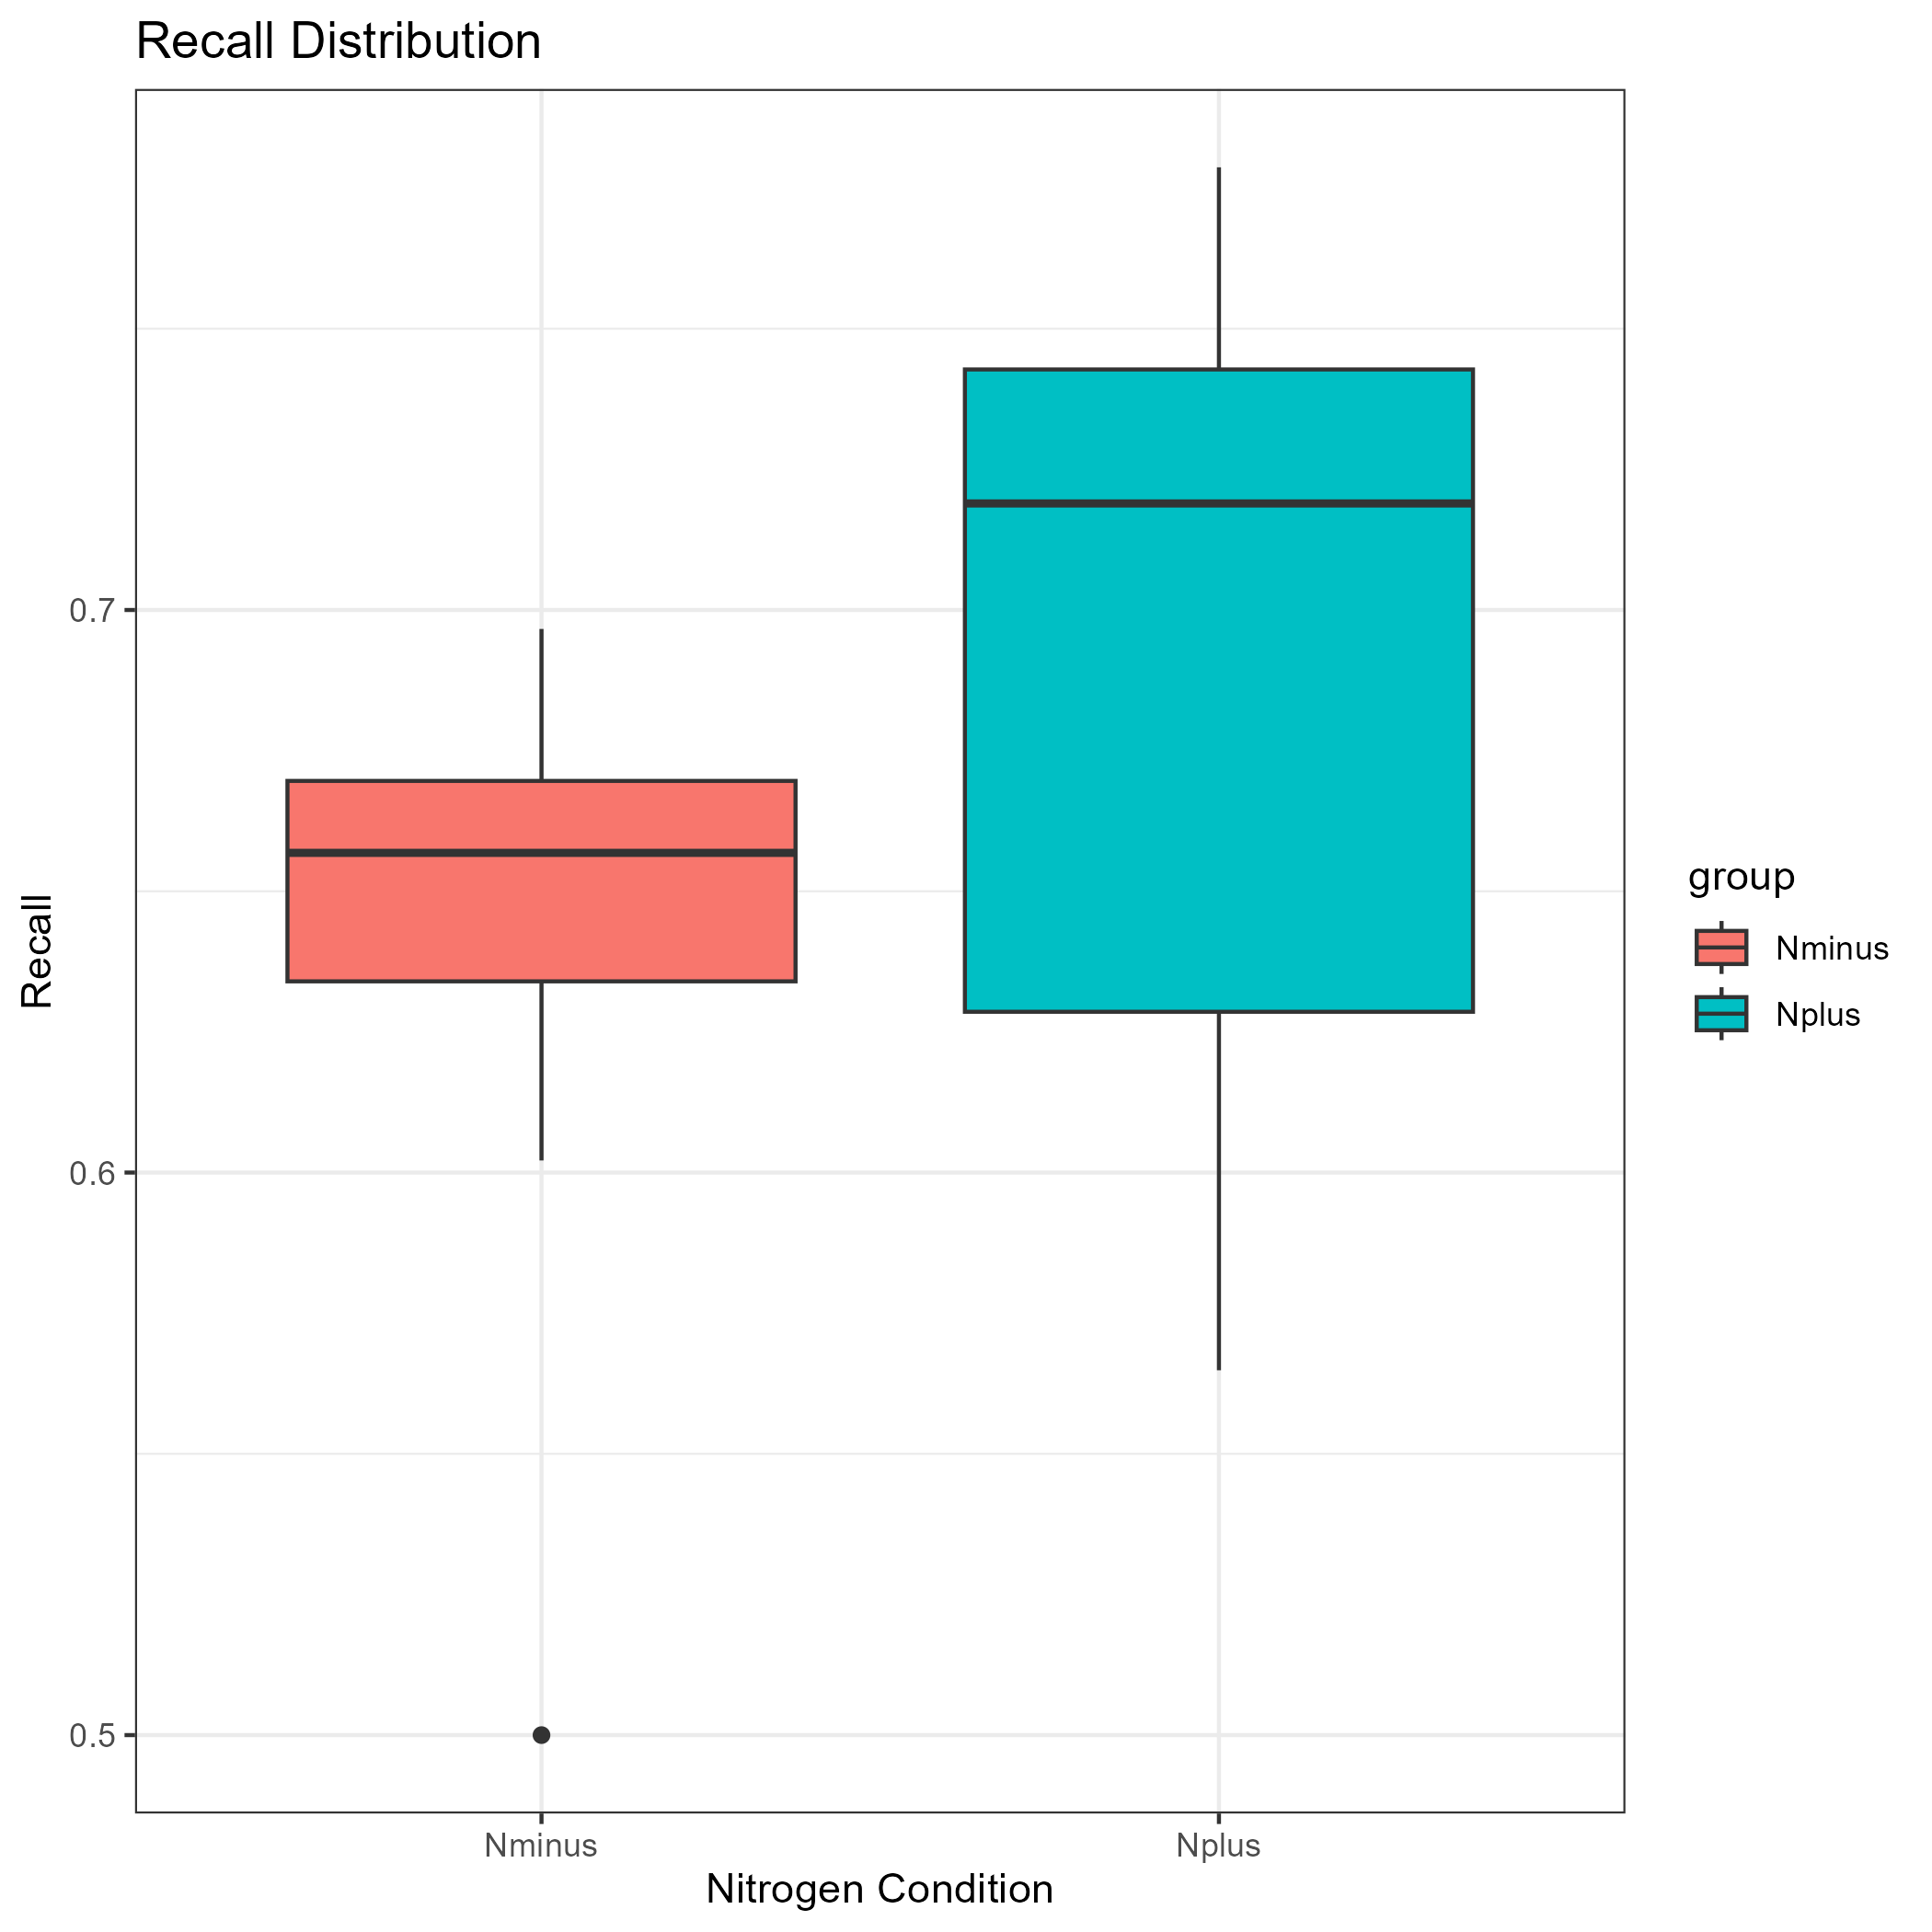 Recall Distribution
Recall
0.7
0.6
0.5
Nminus
Nplus
Nitrogen Condition
group
Nminus
Nplus